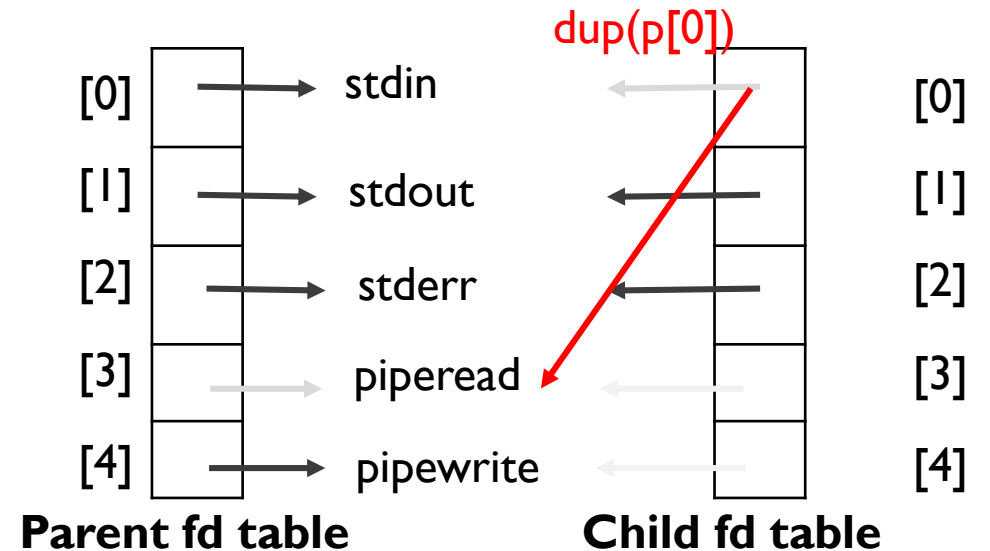 dup(p[0])
[0] stdin [0]
[1] stdout [1]
[2] stderr [2]
[3] piperead [3]
[4] pipewrite [4]
Parent fd table Child fd table